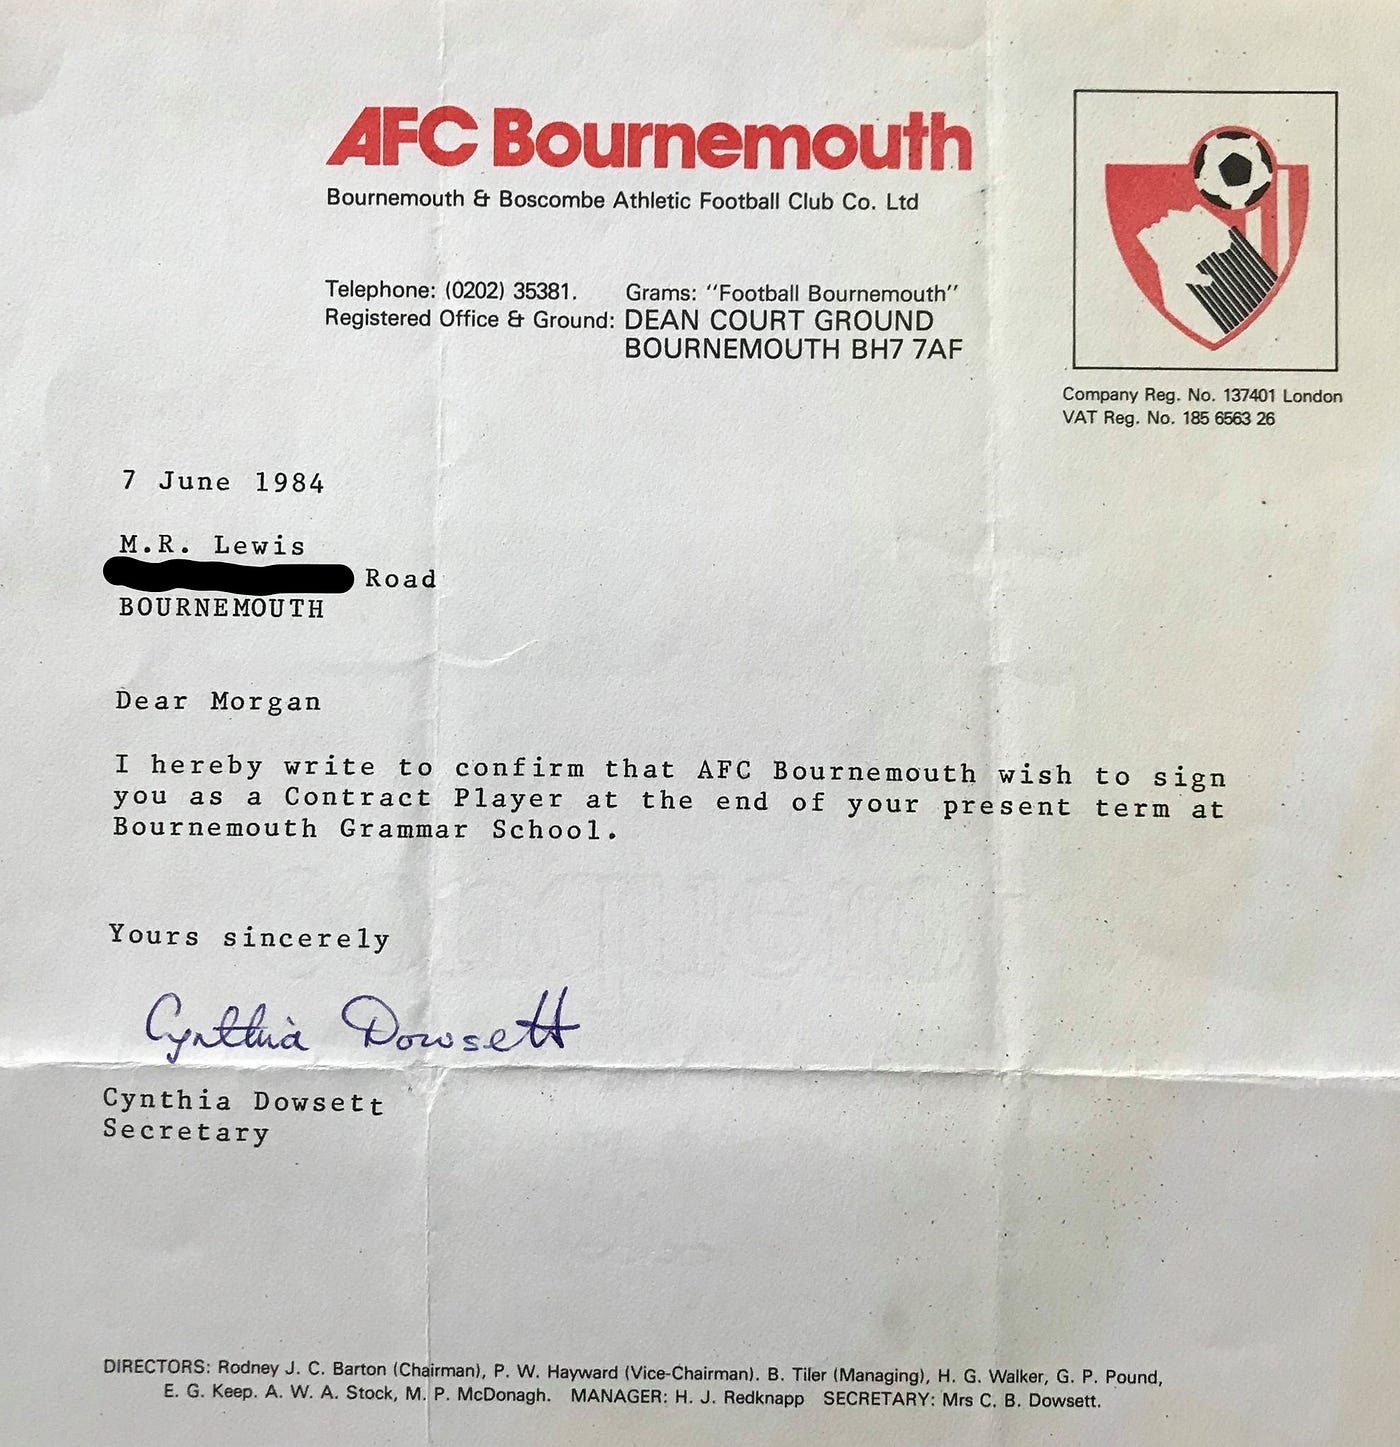 AFC Bournemouth
Bournemouth & Boscombe Athletic Football Club Co. Ltd
Telephone: (0202) 35381. Grams: "Football Bournemouth"
Registered Office & Ground: DEAN COURT GROUND
BOURNEMOUTH BH7 7AF
Company Reg. No. 137401 London
VAT Reg. No. 185 6563 26
7 June 1984
M.R. Lewis
Road
BOURNEMOUTH
Dear Morgan
I hereby write to confirm that AFC Bournemouth wish to sign
you as a Contract Player at the end of your present term at
Bournemouth Grammar School.
Yours sincerely
Cynthia Dowsett
Cynthia Dowsett
Secretary
DIRECTORS: Rodney J. C. Barton (Chairman), P. W. Hayward (Vice-Chairman). B. Tiler (Managing), H. G. Walker, G. P. Pound,
E. G. Keep. A. W. A. Stock, M. P. McDonagh. MANAGER: H. J. Redknapp SECRETARY: Mrs C. B. Dowsett.